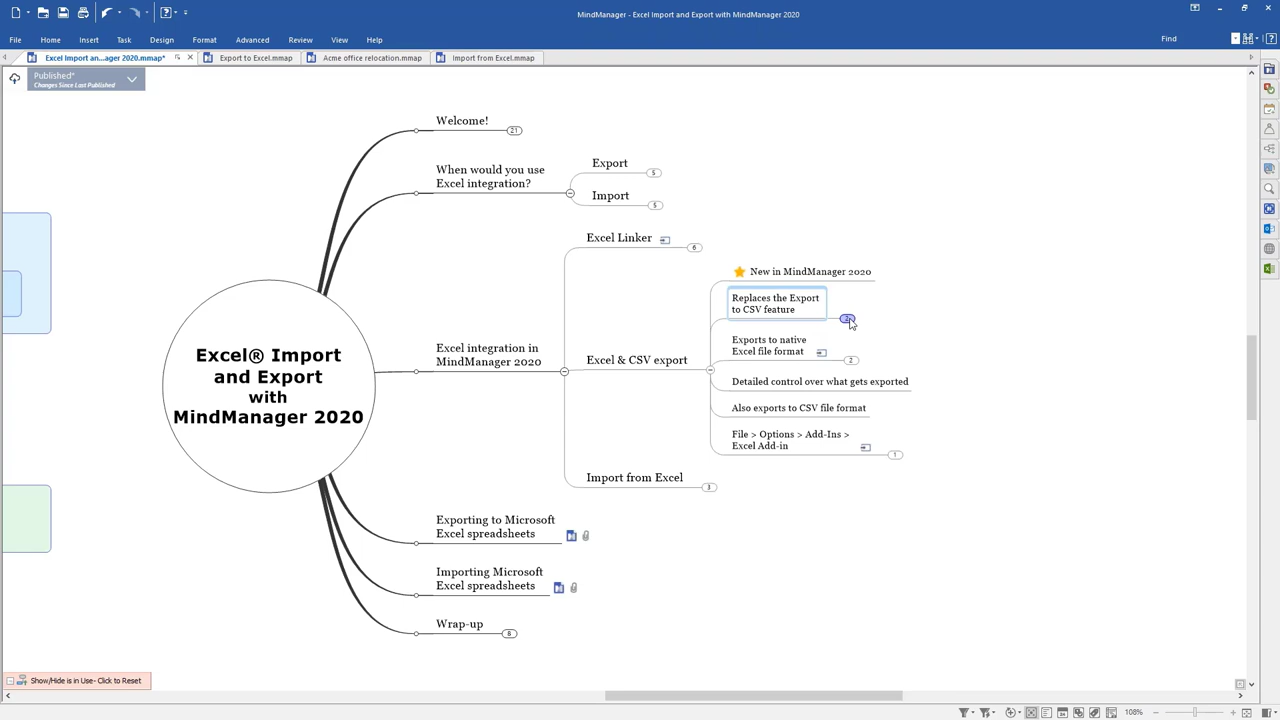 MindManager - Excel Import and Export with MindManager 2020
File Home Insert Task Design Format Advanced Review View Help Find
Excel Import an...ager 2020.mmap* Export to Excel.mmap Acme office relocation.mmap Import from Excel.mmap
Published*
Changes Since Last Published
Welcome!
21
When would you use
Excel integration?
Export
5
Import
5
Excel® Import
and Export
with
MindManager 2020
Excel integration in
MindManager 2020
Excel Linker
6
Excel & CSV export
New in MindManager 2020
Replaces the Export
to CSV feature
Exports to native
Excel file format
2
Detailed control over what gets exported
Also exports to CSV file format
File > Options > Add-Ins >
Excel Add-in
1
Import from Excel
3
Exporting to Microsoft
Excel spreadsheets
Importing Microsoft
Excel spreadsheets
Wrap-up
8
Show/Hide is in Use- Click to Reset
108%